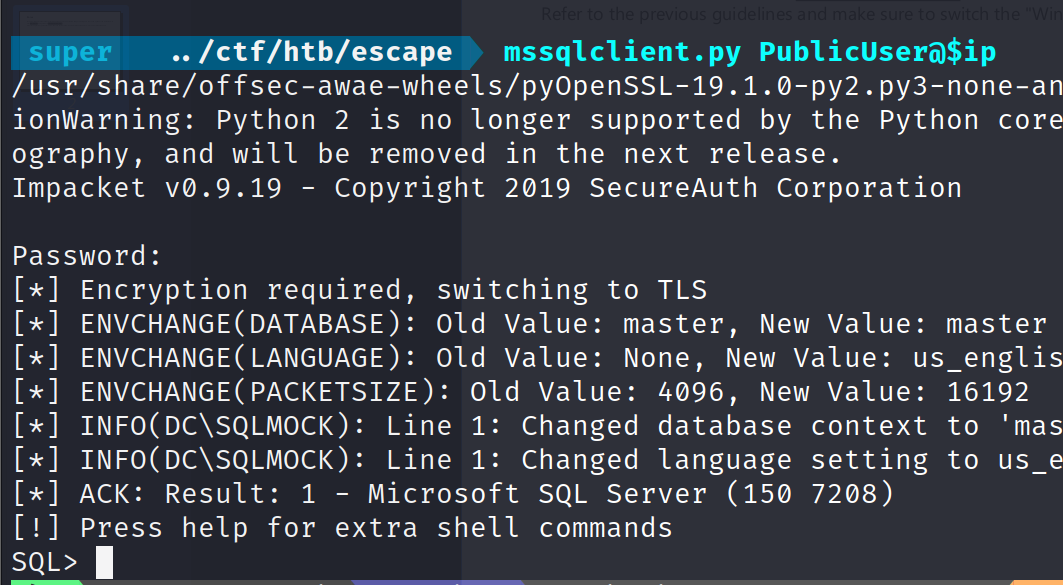 Refer to the previous guidelines and make sure to switch the "Win
super ../ctf/htb/escape mssqlclient.py PublicUser@$ip
/usr/share/offsec-awae-wheels/pyOpenSSL-19.1.0-py2.py3-none-an
ionWarning: Python 2 is no longer supported by the Python core
ography, and will be removed in the next release.
Impacket v0.9.19 - Copyright 2019 SecureAuth Corporation
Password:
[*] Encryption required, switching to TLS
[*] ENVCHANGE(DATABASE): Old Value: master, New Value: master
[*] ENVCHANGE(LANGUAGE): Old Value: None, New Value: us_englis
[*] ENVCHANGE(PACKETSIZE): Old Value: 4096, New Value: 16192
[*] INFO(DC\SQLMOCK): Line 1: Changed database context to 'mas
[*] INFO(DC\SQLMOCK): Line 1: Changed language setting to us_e
[*] ACK: Result: 1 - Microsoft SQL Server (150 7208)
[!] Press help for extra shell commands
SQL>